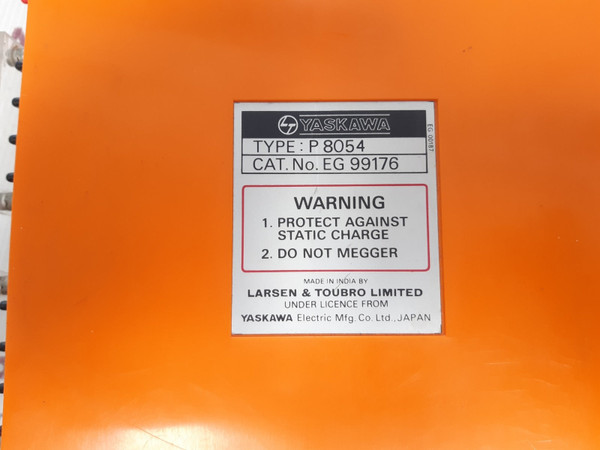 YASKAWA
TYPE: P 8054
CAT. No. EG 99176
WARNING
1. PROTECT AGAINST
STATIC CHARGE
2. DO NOT MEGGER
MADE IN INDIA BY
LARSEN & TOUBRO LIMITED
UNDER LICENCE FROM
YASKAWA Electric Mfg. Co. Ltd., JAPAN